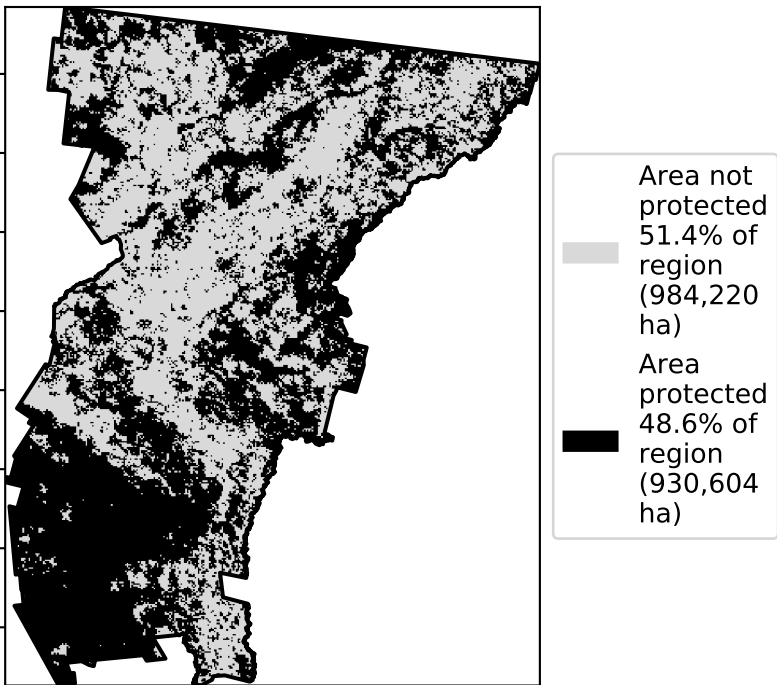 Area not
protected
51.4% of
region
(984,220
ha)
Area
protected
48.6% of
region
(930,604
ha)